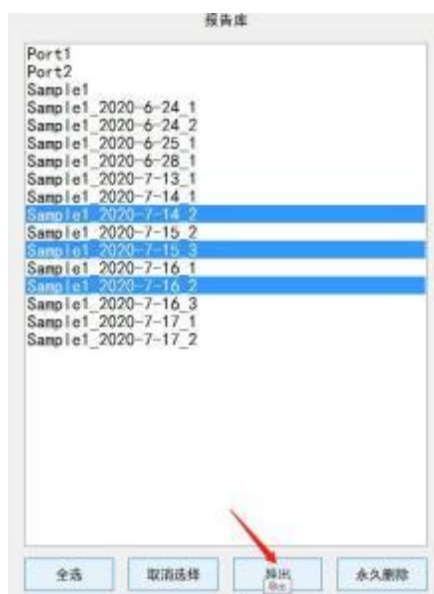 报告库
Port1
Port2
Sample1
Sample1_2020-6-24_1
Sample1_2020-6-24_2
Sample1_2020-6-25_1
Sample1_2020-6-28_1
Sample1_2020-7-13_1
Sample1_2020-7-14_1
Sample1_2020-7-14_2
Sample1_2020-7-15_2
Sample1_2020-7-15_3
Sample1_2020-7-16_1
Sample1_2020-7-16_2
Sample1_2020-7-16_3
Sample1_2020-7-17_1
Sample1_2020-7-17_2
全选 取消选择 导出 永久删除
导出